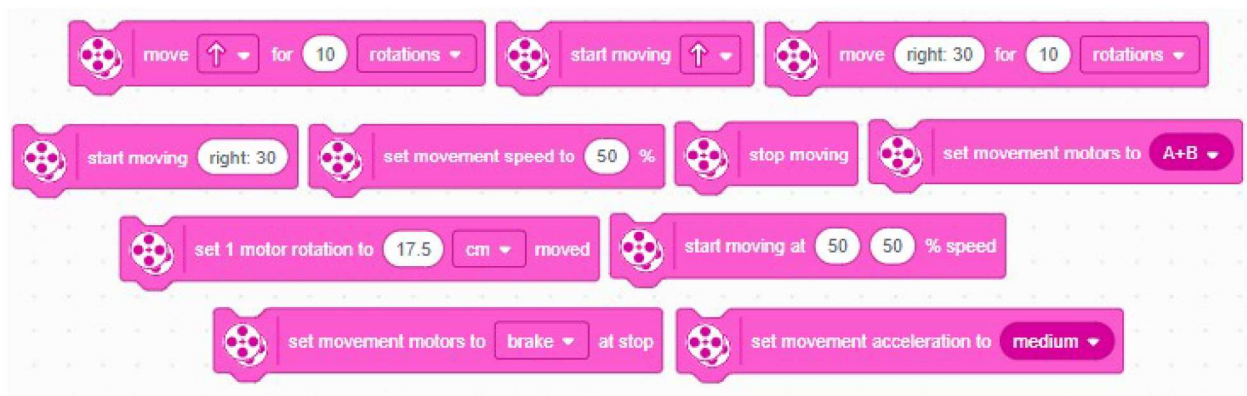 move for 10 rotations start moving move right: 30 for 10 rotations
start moving right: 30 set movement speed to 50 % stop moving set movement motors to A+B
set 1 motor rotation to 17.5 cm moved start moving at 50 50 % speed
set movement motors to brake at stop set movement acceleration to medium